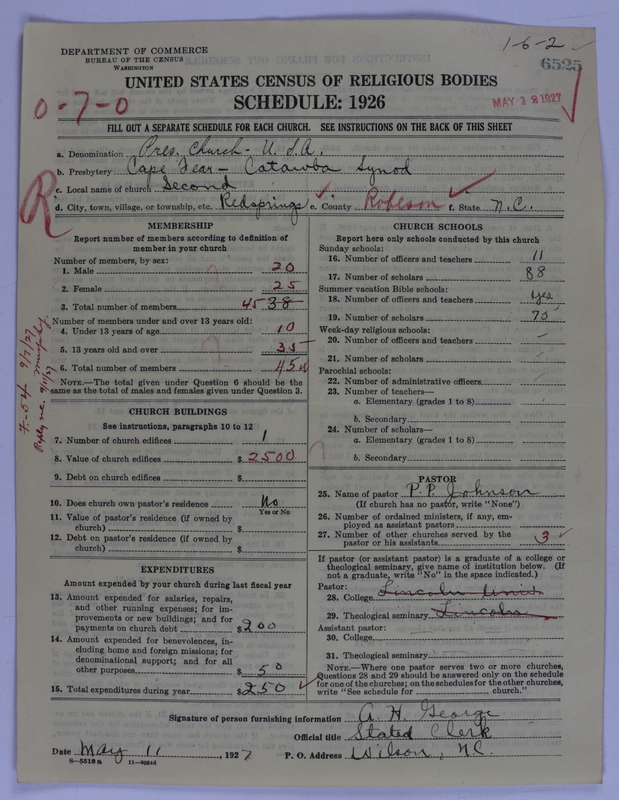 1-6-2
DEPARTMENT OF COMMERCE
BUREAU OF THE CENSUS
WASHINGTON
6525
UNITED STATES CENSUS OF RELIGIOUS BODIES
SCHEDULE: 1926
MAY 18 1927
0-7-0
FILL OUT A SEPARATE SCHEDULE FOR EACH CHURCH. SEE INSTRUCTIONS ON THE BACK OF THIS SHEET
a. Denomination Pres. Church - U.S.A.
b. Presbytery Cape Fear - Catawba Synod
c. Local name of church Second
R
d. City, town, village, or township, etc. Redsprings e. County Robeson f. State N.C.
MEMBERSHIP
Report number of members according to definition of
member in your church
Number of members, by sex:
1. Male 20
2. Female 25
3. Total number of members 45 38
Number of members under and over 13 years old:
4. Under 13 years of age 10
5. 13 years old and over 35
6. Total number of members 45
NOTE.—The total given under Question 6 should be the
same as the total of males and females given under Question 3.
F-54 9/7/27
Reply rec. 9/17/27 Murphy
CHURCH BUILDINGS
See instructions, paragraphs 10 to 12
7. Number of church edifices 1
8. Value of church edifices $2500
9. Debt on church edifices $
10. Does church own pastor's residence No
Yes or No
11. Value of pastor's residence (if owned by
church) $
12. Debt on pastor's residence (if owned by
church) $
EXPENDITURES
Amount expended by your church during last fiscal year
13. Amount expended for salaries, repairs,
and other running expenses; for im-
provements or new buildings; and for
payments on church debt $200
14. Amount expended for benevolences, in-
cluding home and foreign missions; for
denominational support; and for all
other purposes $50
15. Total expenditures during year $250
CHURCH SCHOOLS
Report here only schools conducted by this church
Sunday schools:
16. Number of officers and teachers 11
17. Number of scholars 88
Summer vacation Bible schools:
18. Number of officers and teachers yes
19. Number of scholars 75
Week-day religious schools:
20. Number of officers and teachers
21. Number of scholars
Parochial schools:
22. Number of administrative officers
23. Number of teachers—
a. Elementary (grades 1 to 8)
b. Secondary
24. Number of scholars—
a. Elementary (grades 1 to 8)
b. Secondary
PASTOR
25. Name of pastor P. P. Johnson
(If church has no pastor, write "None")
26. Number of ordained ministers, if any, em-
ployed as assistant pastors
27. Number of other churches served by the
pastor or his assistants 3
If pastor (or assistant pastor) is a graduate of a college or
theological seminary, give name of institution below. (If
not a graduate, write "No" in the space indicated.)
Pastor:
28. College Lincoln Univ
29. Theological seminary Lincoln
Assistant pastor:
30. College
31. Theological seminary
NOTE.—Where one pastor serves two or more churches,
Questions 28 and 29 should be answered only on the schedule
for one of the churches; on the schedules for the other churches,
write "See schedule for church."
Signature of person furnishing information A. H. George
Official title Stated Clerk
Date May 11, 1927 P. O. Address Wilson, N.C.
8-5518a 11-9034d